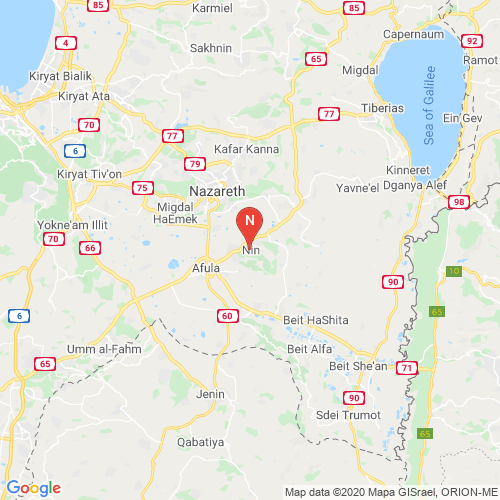 85
Karmiel
85
Capernaum
4
Sakhnin
92
Ramot
65
Kiryat Bialik
Migdal
Kiryat Ata
Tiberias
77
Sea of Galilee
Ein Gev
70
77
6
Kafar Kanna
79
Kinneret
Kiryat Tiv'on
75
Nazareth
Yavne'el
Dganya Alef
98
Migdal
HaEmek
Yokne'am Illit
N
70
66
Nin
Afula
10
90
65
6
60
Beit HaShita
65
Umm al-Fahm
Beit Alfa
Beit She'an
71
Jenin
90
Sdei Trumot
65
Qabatiya
Google
Map data ©2020 Mapa GISrael, ORION-ME